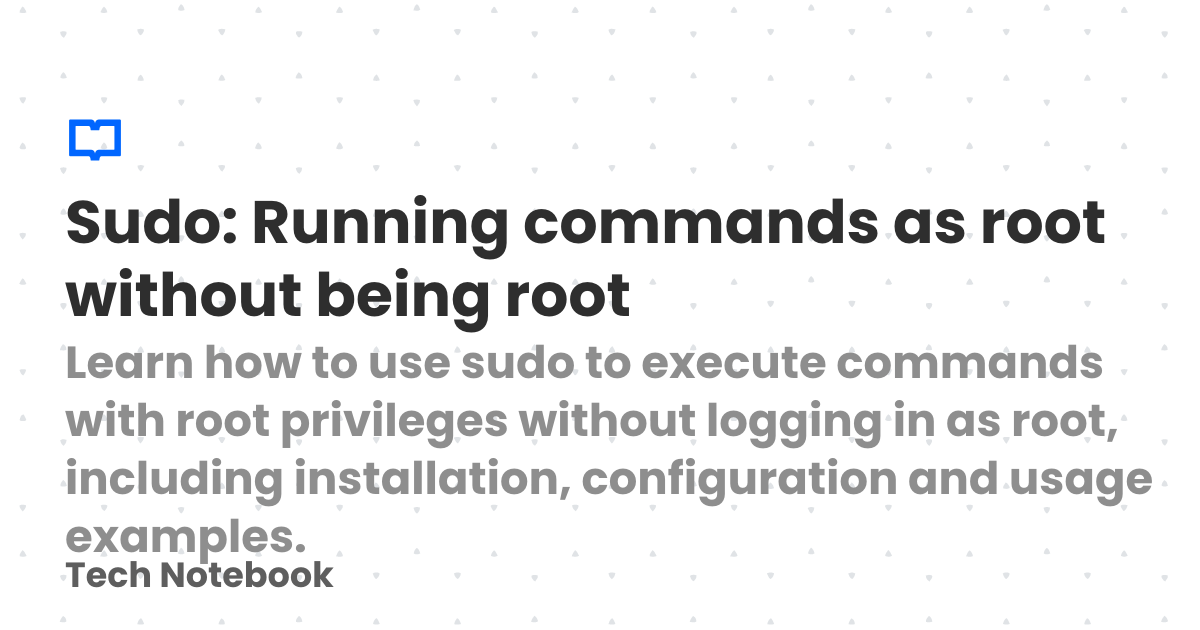 Sudo: Running commands as root
without being root
Learn how to use sudo to execute commands
with root privileges without logging in as root,
including installation, configuration and usage
examples.
Tech Notebook